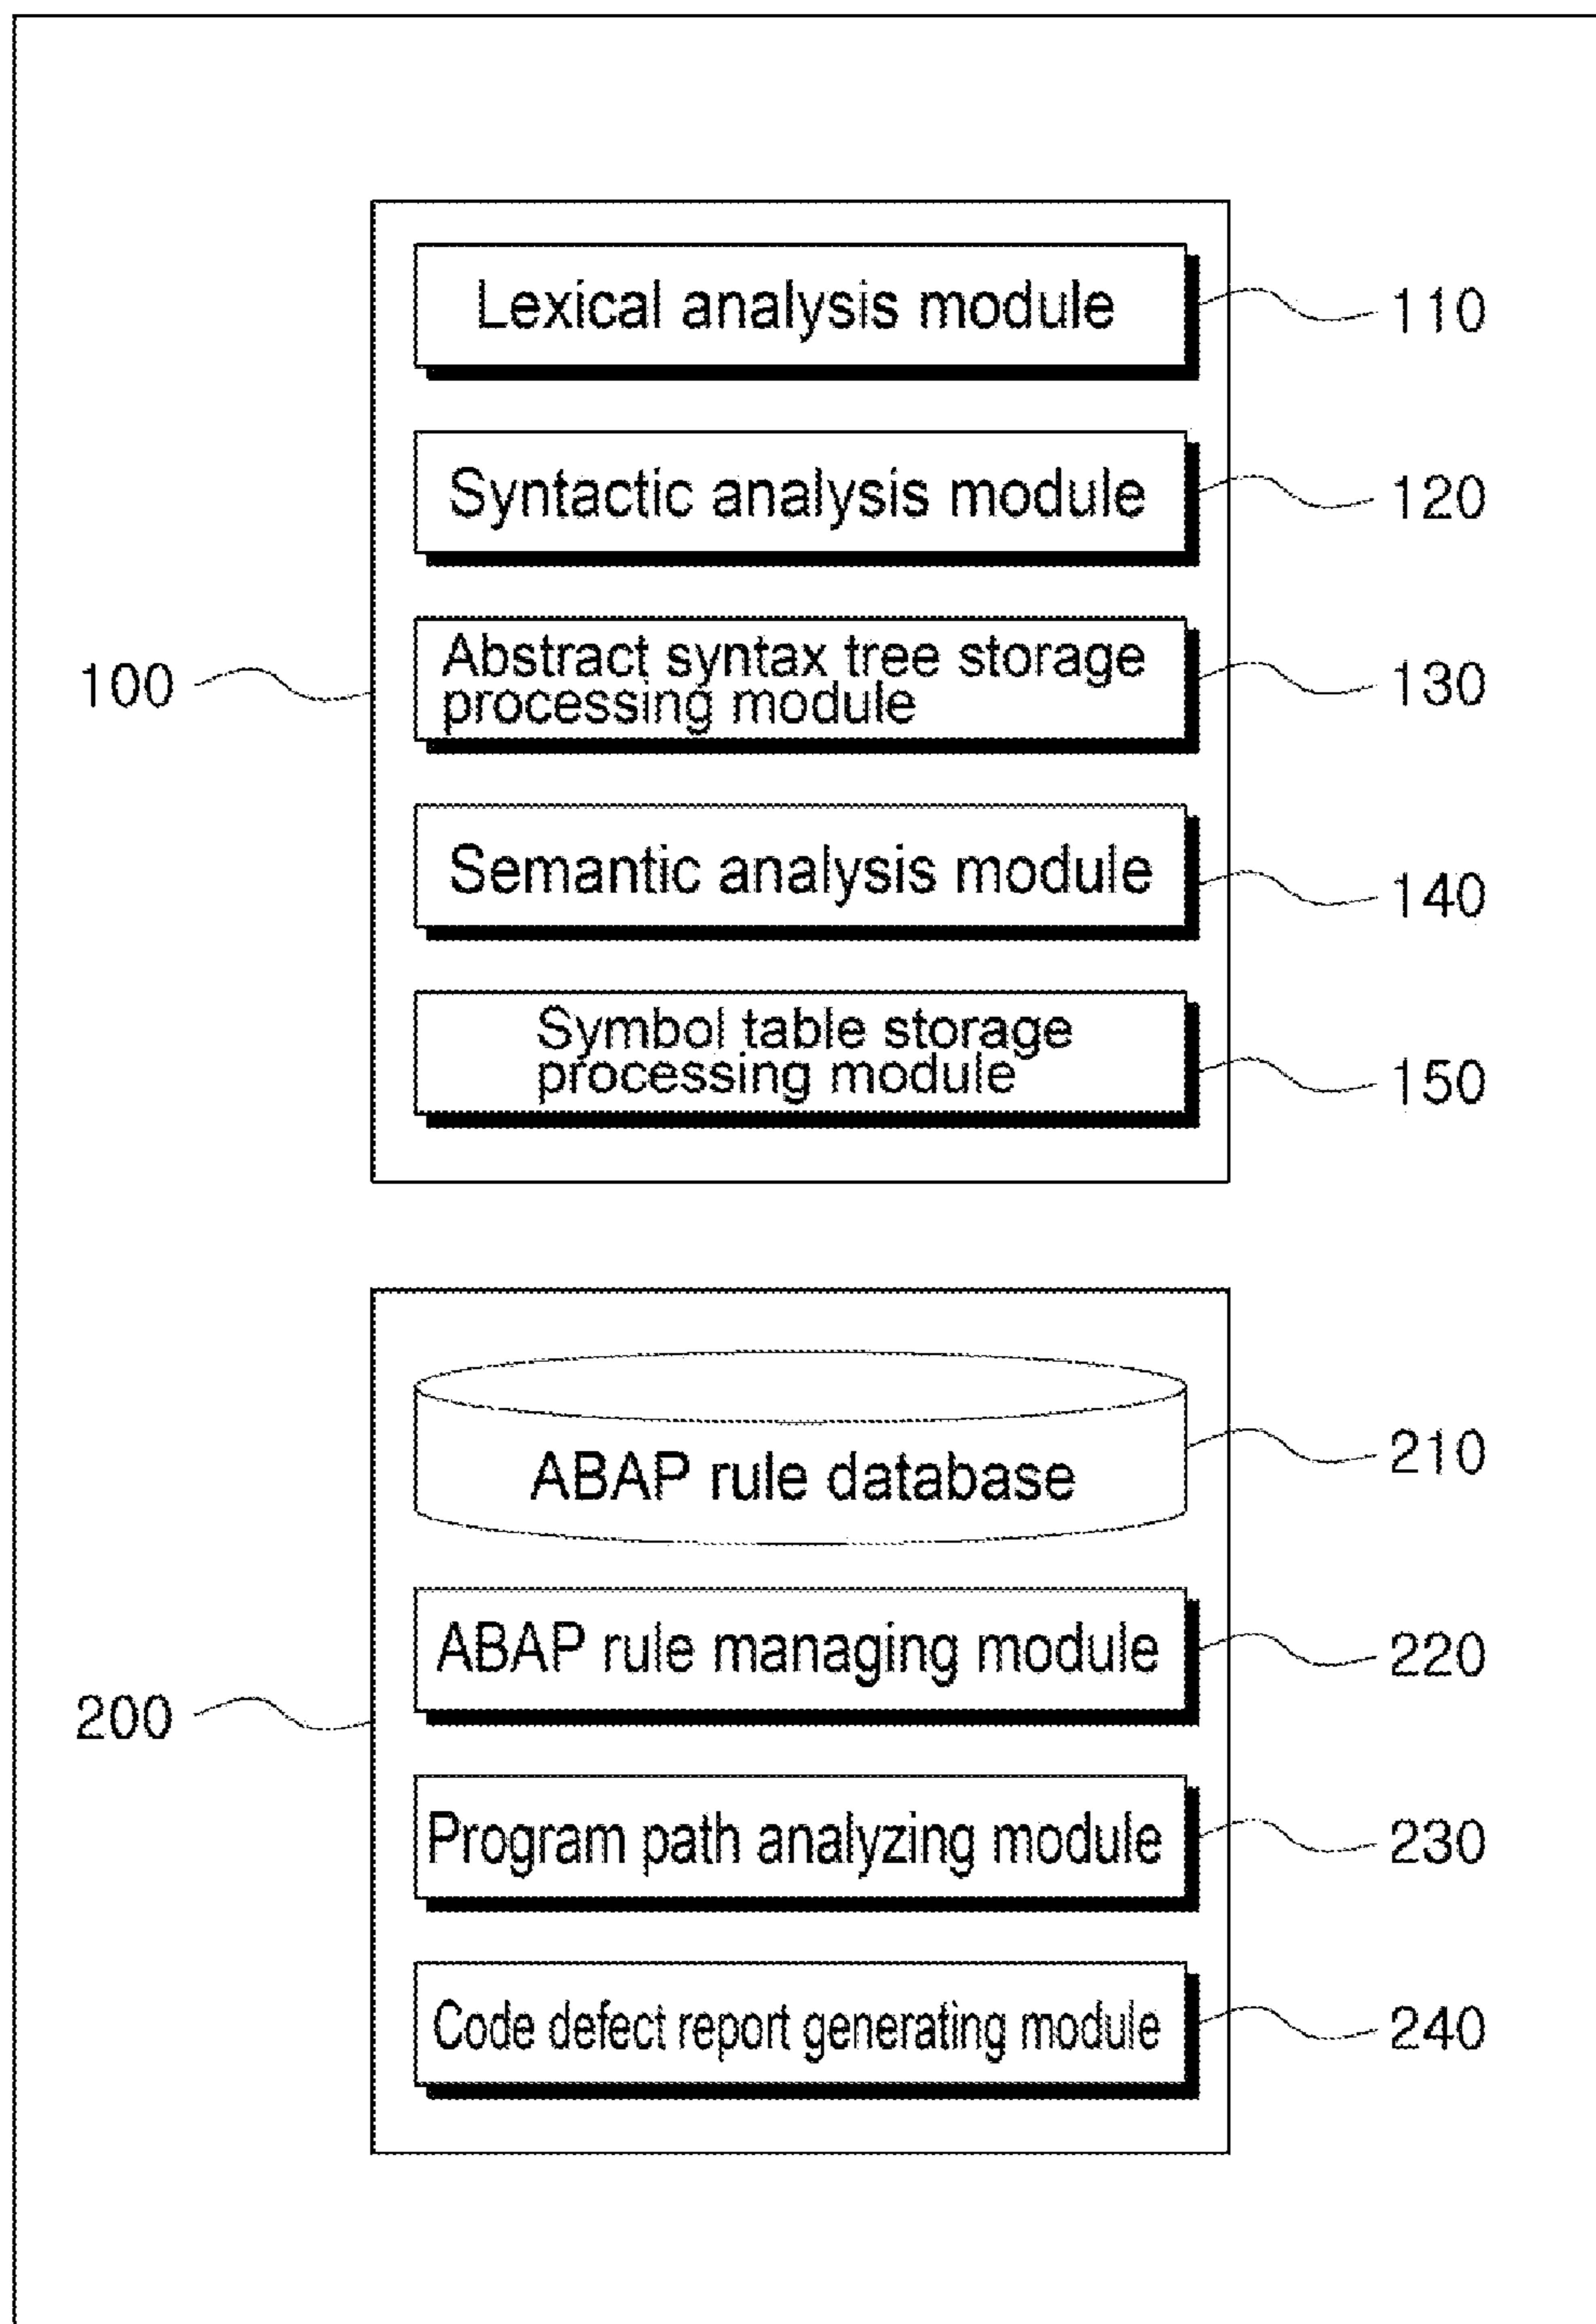 Lexical analysis module
110
Syntactic analysis module
120
Abstract syntax tree storage
processing module
130
100
Semantic analysis module
140
Symbol table storage
processing module
150
ABAP rule database
210
ABAP rule managing module
220
200
Program path analyzing module
230
Code defect report generating module
240